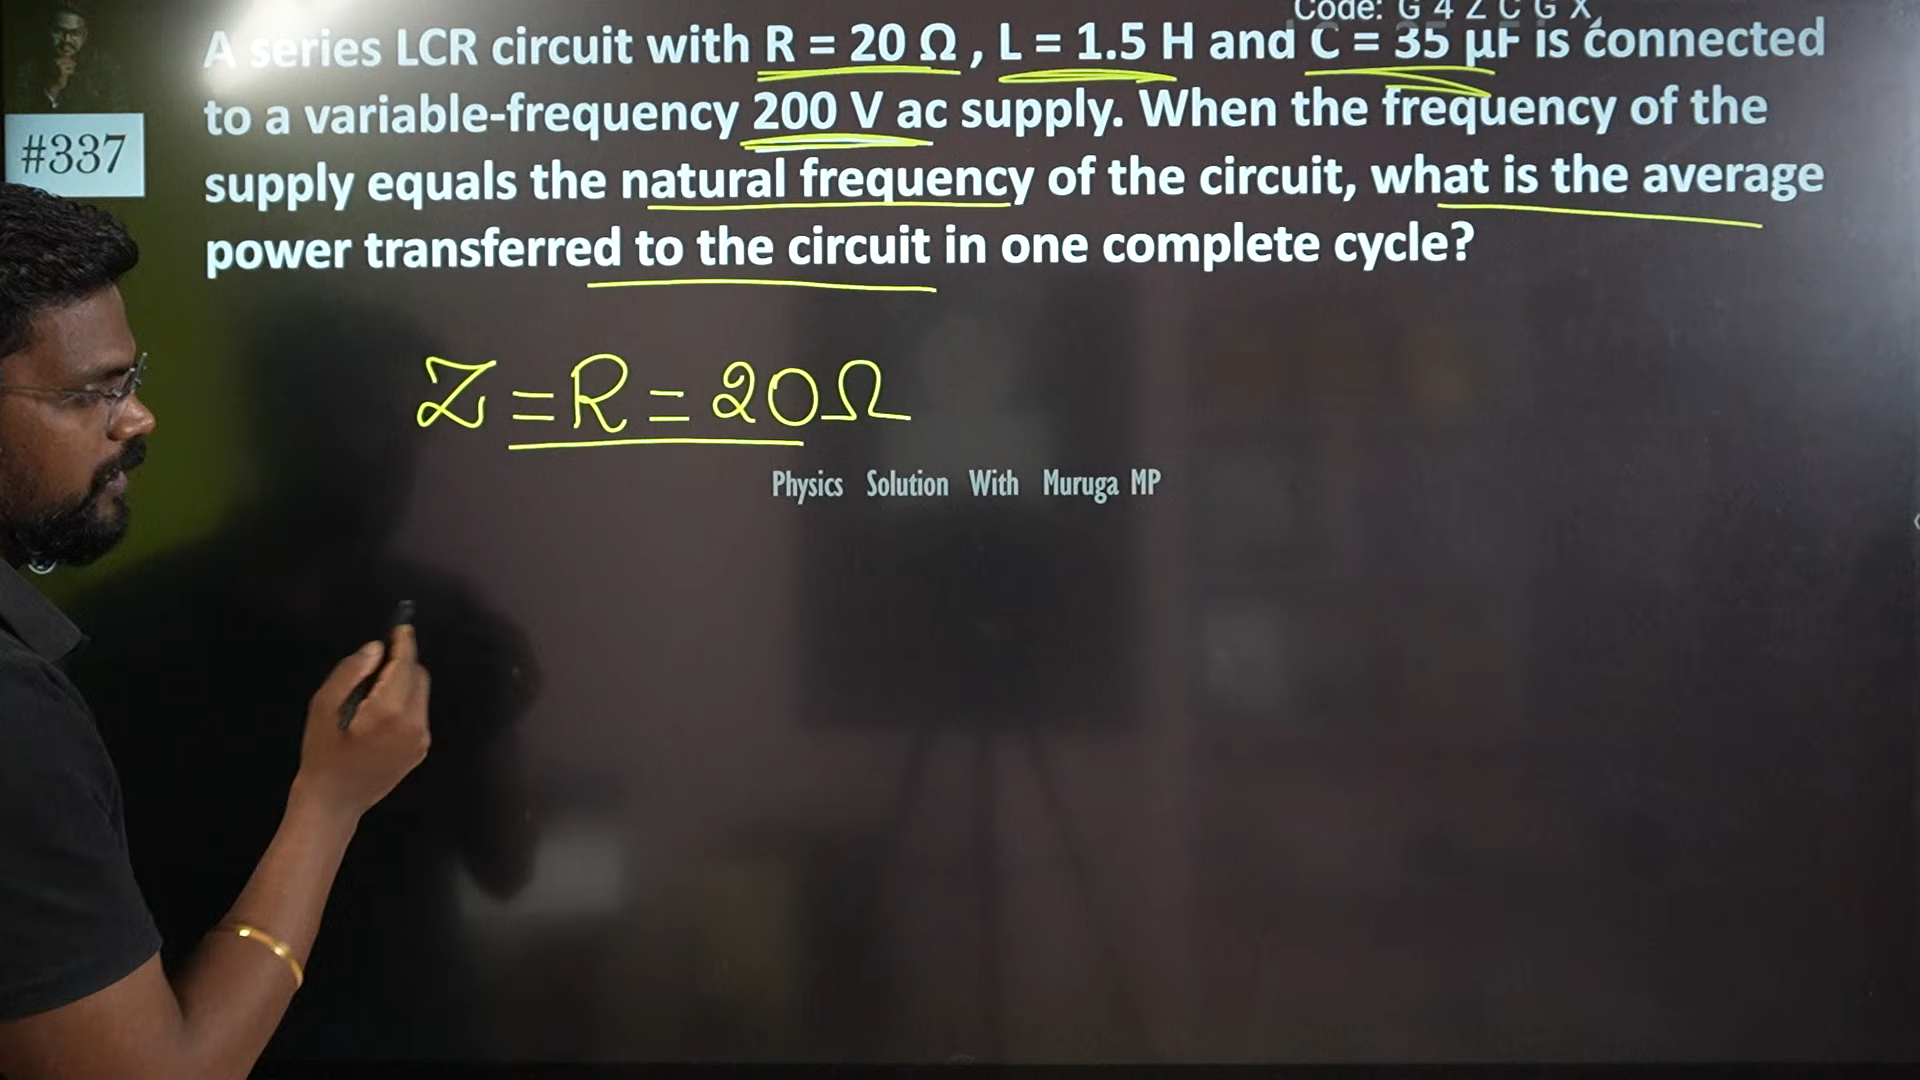 Code: G 4 Z C G X
A series LCR circuit with R = 20 Ω , L = 1.5 H and C = 35 μF is connected
to a variable-frequency 200 V ac supply. When the frequency of the
#337
supply equals the natural frequency of the circuit, what is the average
power transferred to the circuit in one complete cycle?
Z = R = 20Ω
Physics Solution With Muruga MP